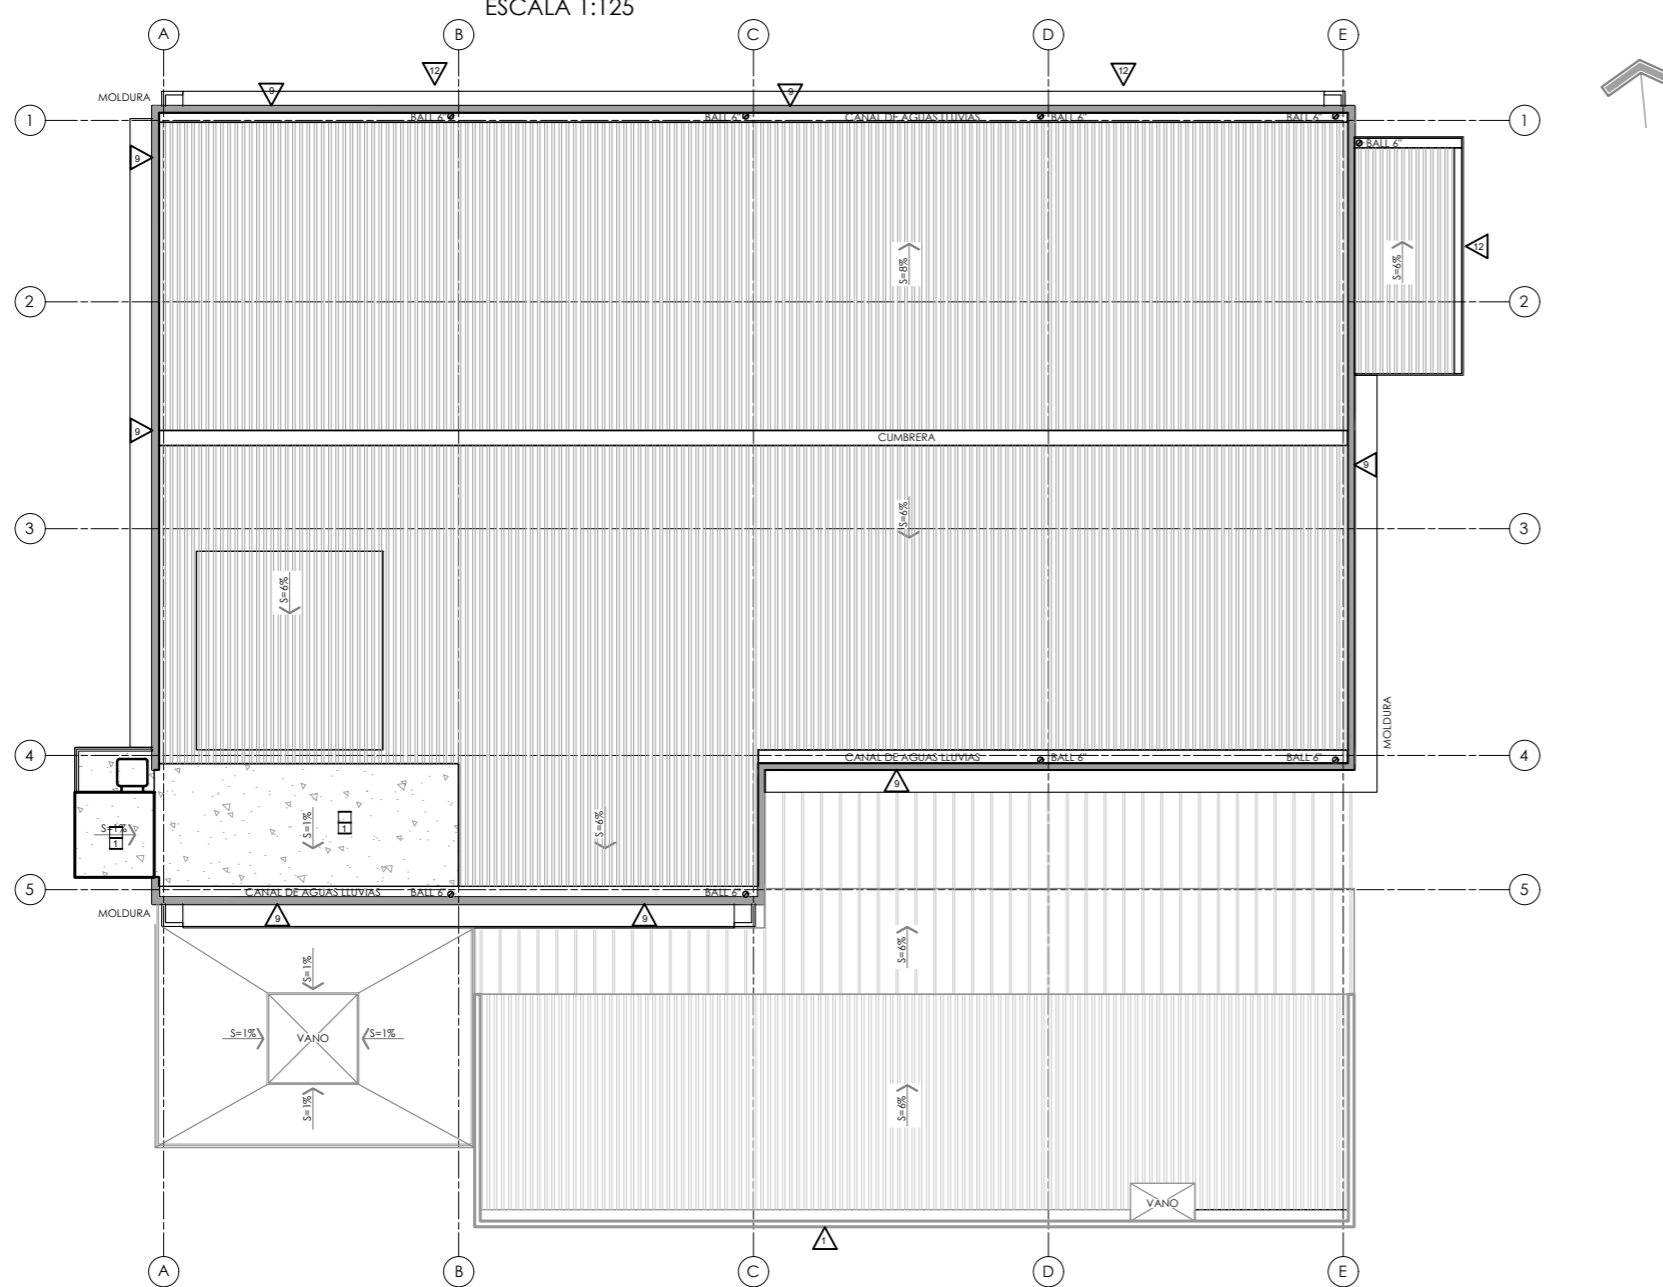 ESCALA 1:125
A B C D E
12 12
MOLDURA 9 9
1 BALL 6" BALL 6" CANAL DE AGUAS LLUVIAS BALL 6" BALL 6" 1
BALL 6"
9
S=8% S=6% 12
2 2
9 CUMBRERA
9
S=6%
3 3
S=6%
MOLDURA
4 CANAL DE AGUAS LLUVIAS BALL 6" BALL 6" 4
9
S=1% 1 S=1% 1 S=6%
5 CANAL DE AGUAS LLUVIAS BALL 6" BALL 6" 5
MOLDURA 9 9
S=6%
S=1%
S=1% VANO S=1%
S=1% S=6%
VANO
1
A B C D E